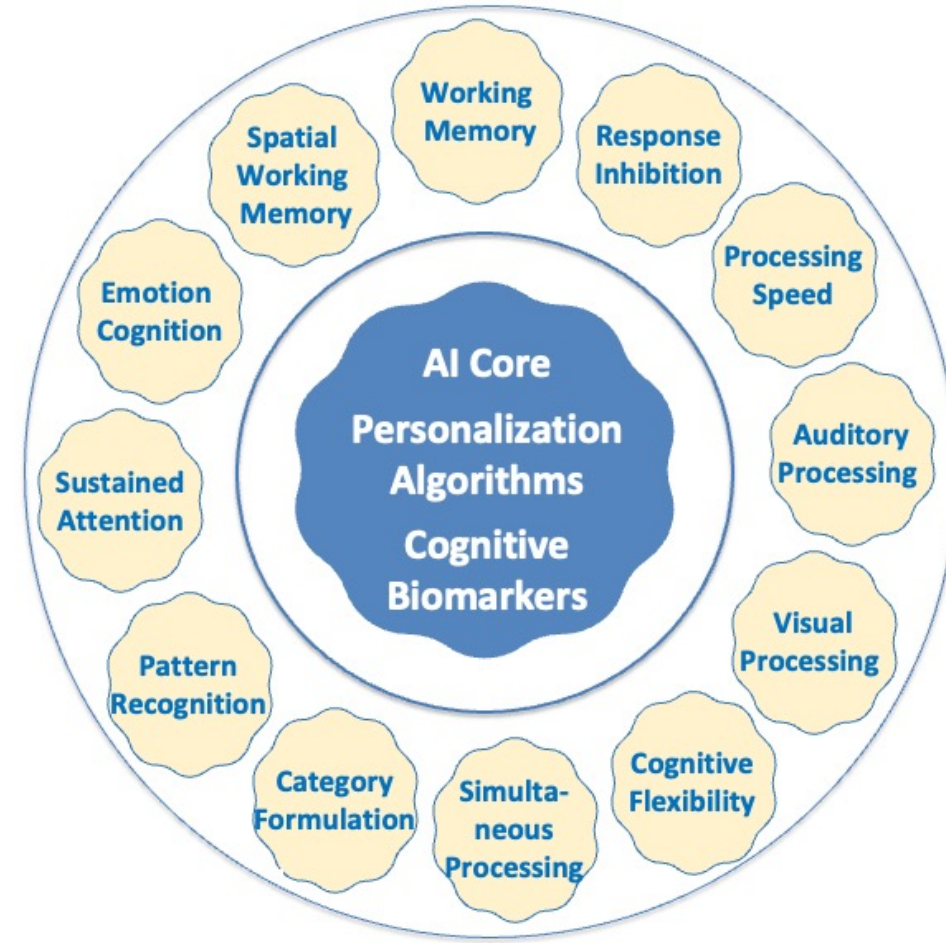 Working
Memory
Response
Inhibition
Processing
Speed
Auditory
Processing
Visual
Processing
Cognitive
Flexibility
Simulta-
neous
Processing
Category
Formulation
Pattern
Recognition
Sustained
Attention
Emotion
Cognition
Spatial
Working
Memory
AI Core
Personalization
Algorithms
Cognitive
Biomarkers